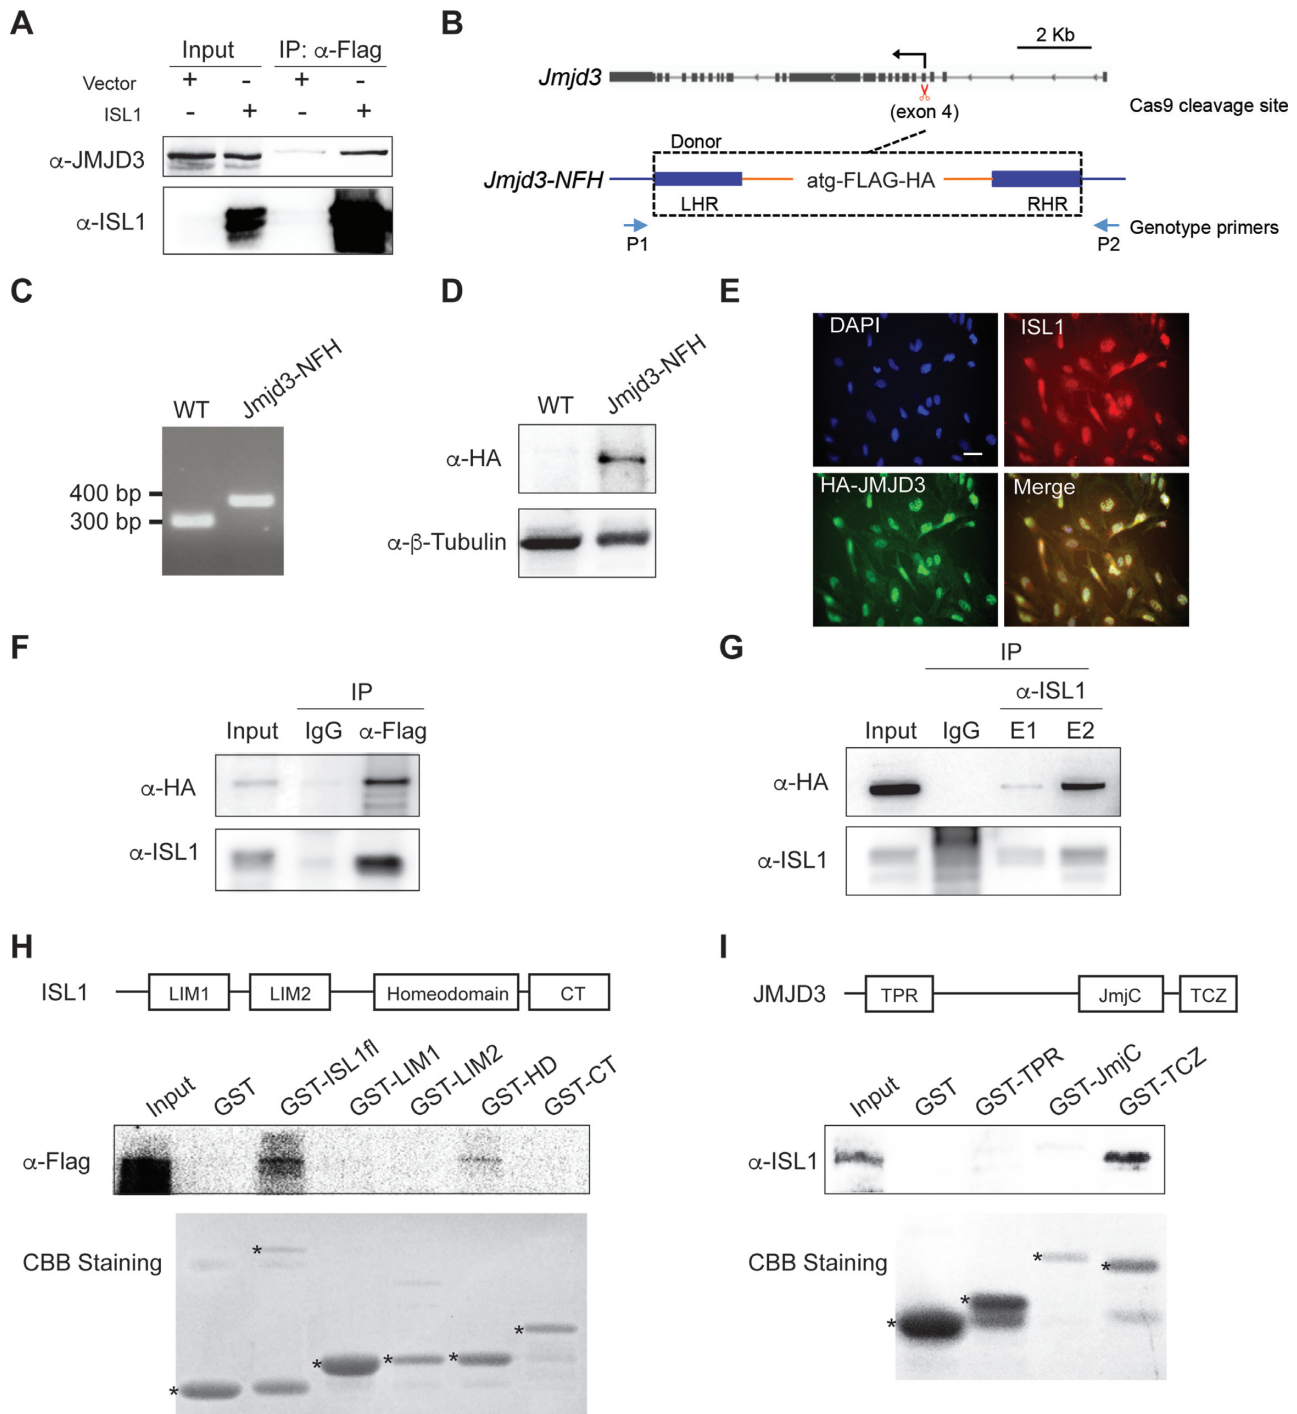 A
Input IP: α-Flag
Vector + - + -
ISL1 - + - +
α-JMJD3
α-ISL1
B
2 Kb
Jmjd3
(exon 4)
Cas9 cleavage site
Donor
Jmjd3-NFH
atg-FLAG-HA
LHR RHR
P1 P2
Genotype primers
C
WT Jmjd3-NFH
400 bp
300 bp
D
WT Jmjd3-NFH
α-HA
α-β-Tubulin
E
DAPI ISL1
HA-JMJD3 Merge
F
IP
Input IgG α-Flag
α-HA
α-ISL1
G
IP
α-ISL1
Input IgG E1 E2
α-HA
α-ISL1
H
ISL1 LIM1 LIM2 Homeodomain CT
Input GST GST-ISL1fl GST-LIM1 GST-LIM2 GST-HD GST-CT
α-Flag
CBB Staining
* * * * * *
I
JMJD3 TPR JmjC TCZ
Input GST GST-TPR GST-JmjC GST-TCZ
α-ISL1
CBB Staining
* * * *